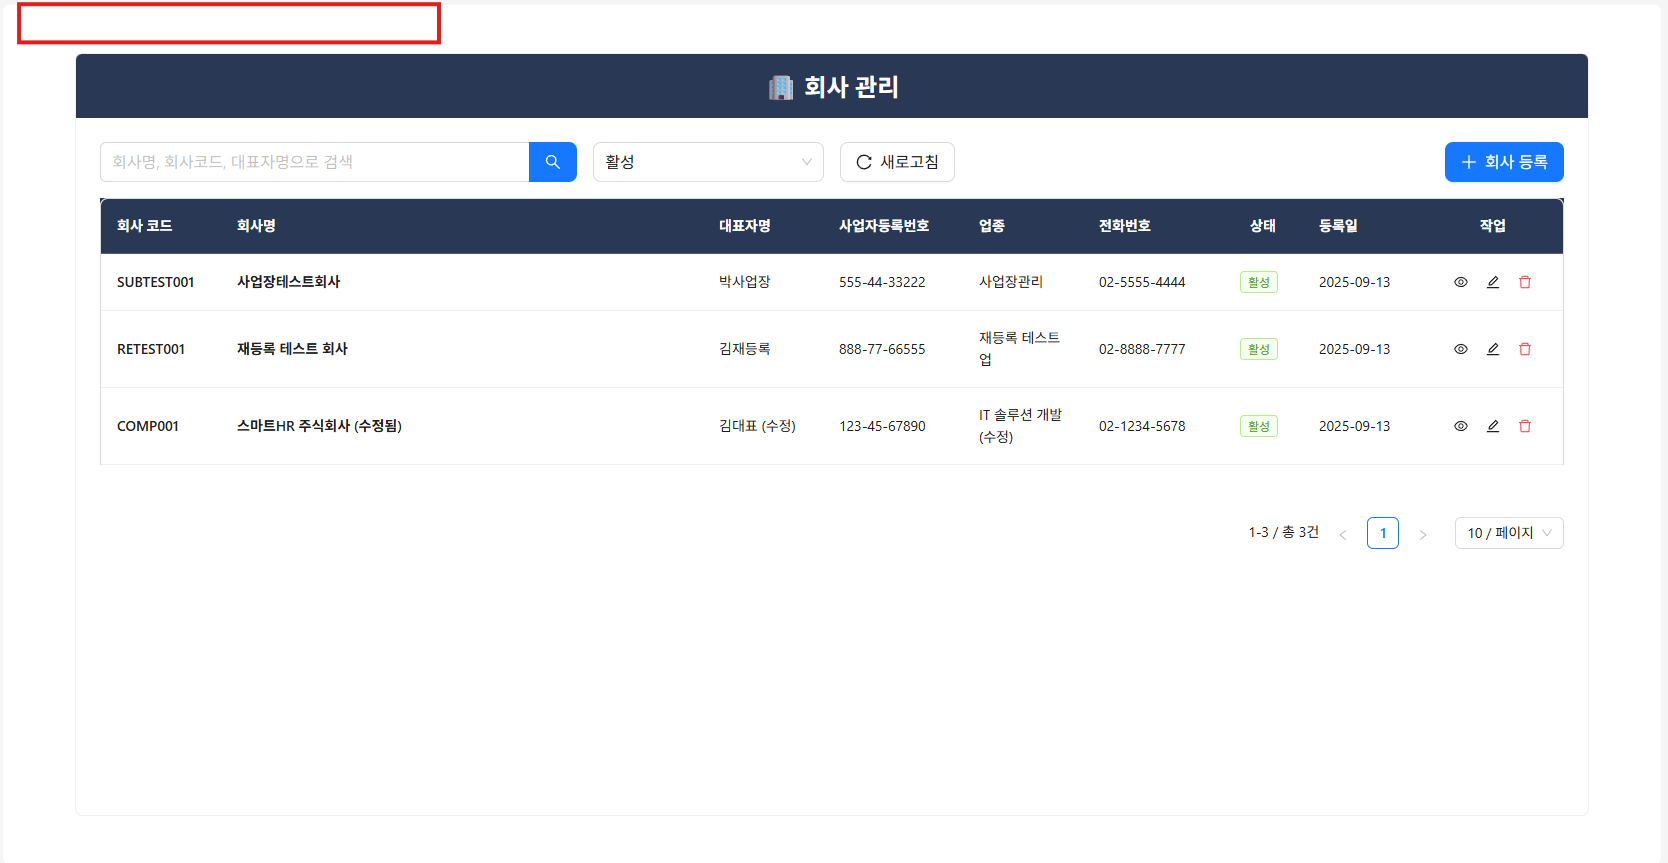 회사 관리
회사명, 회사코드, 대표자명으로 검색
활성
새로고침
회사 등록
회사 코드 회사명 대표자명 사업자등록번호 업종 전화번호 상태 등록일 작업
SUBTEST001 사업장테스트회사 박사업장 555-44-33222 사업장관리 02-5555-4444 활성 2025-09-13
RETEST001 재등록 테스트 회사 김재등록 888-77-66555 재등록 테스트 02-8888-7777 활성 2025-09-13
업
COMP001 스마트HR 주식회사 (수정됨) 김대표 (수정) 123-45-67890 IT 솔루션 개발 02-1234-5678 활성 2025-09-13
(수정)
1-3 / 총 3건 1 10 / 페이지